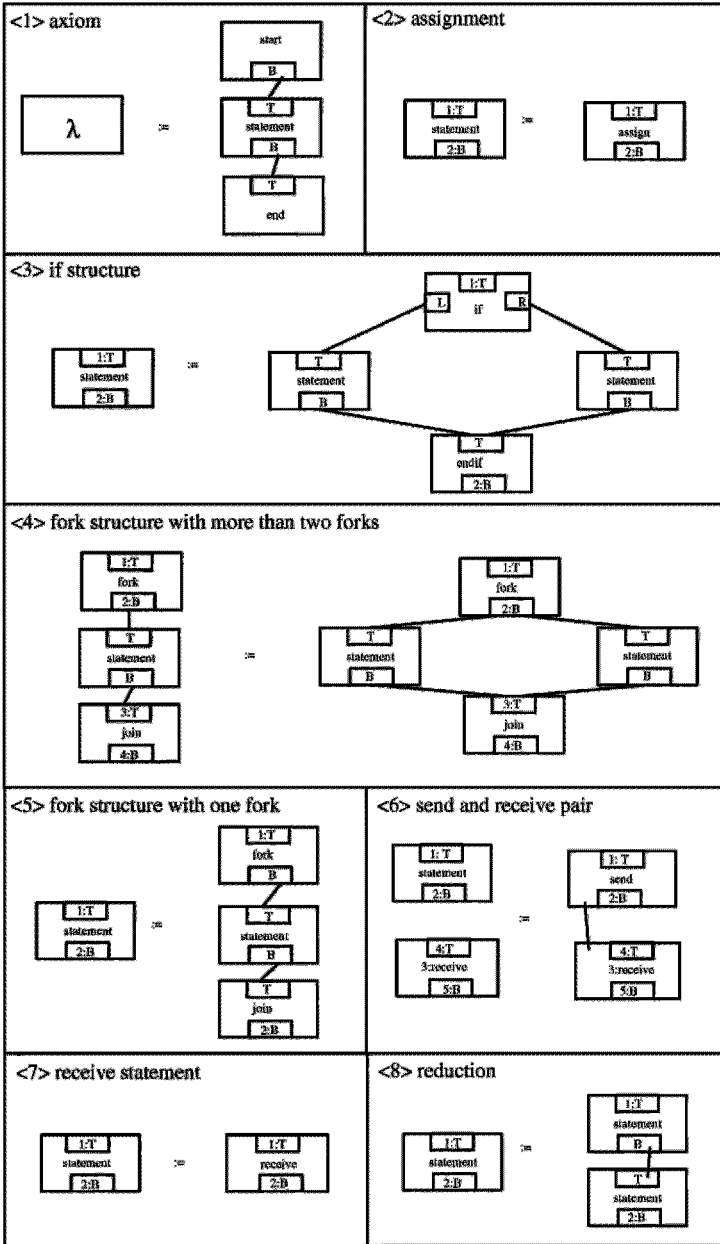 <1> axiom
λ
:=
start
B
T
statement
B
T
end
<2> assignment
1:T
statement
2:B
:=
1:T
assign
2:B
<3> if structure
1:T
statement
2:B
:=
1:T
L
if
R
T
statement
B
T
statement
B
T
endif
2:B
<4> fork structure with more than two forks
1:T
fork
2:B
T
statement
B
3:T
join
4:B
:=
1:T
fork
2:B
T
statement
B
T
statement
B
3:T
join
4:B
<5> fork structure with one fork
1:T
statement
2:B
:=
1:T
fork
B
T
statement
B
T
join
2:B
<6> send and receive pair
1: T
statement
2:B
4:T
3:receive
5:B
:=
1: T
send
2:B
4:T
3:receive
5:B
<7> receive statement
1:T
statement
2:B
:=
1:T
receive
2:B
<8> reduction
1:T
statement
2:B
:=
1:T
statement
B
T
statement
2:B